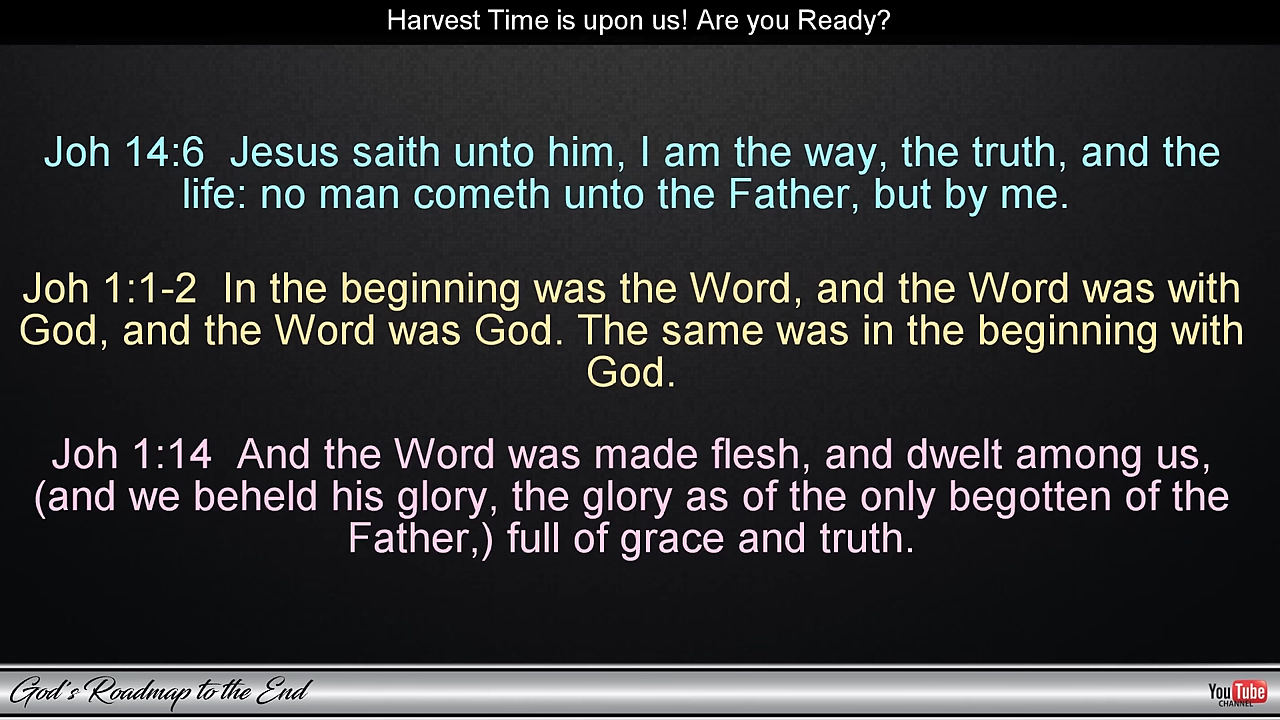 Harvest Time is upon us! Are you Ready?
Joh 14:6  Jesus saith unto him, I am the way, the truth, and the
life: no man cometh unto the Father, but by me.
Joh 1:1-2  In the beginning was the Word, and the Word was with
God, and the Word was God. The same was in the beginning with
God.
Joh 1:14  And the Word was made flesh, and dwelt among us,
(and we beheld his glory, the glory as of the only begotten of the
Father,) full of grace and truth.
God's Roadmap to the End
YouTube
CHANNEL